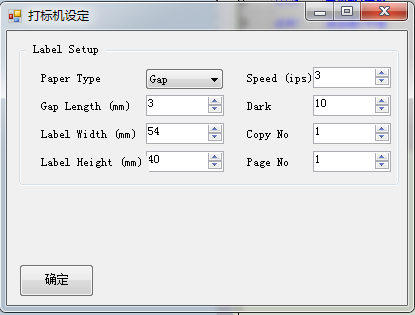 打标机设定
Label Setup
Paper Type Gap Speed (ips) 3
Gap Length (mm) 3 Dark 10
Label Width (mm) 54 Copy No 1
Label Height (mm) 40 Page No 1
确定